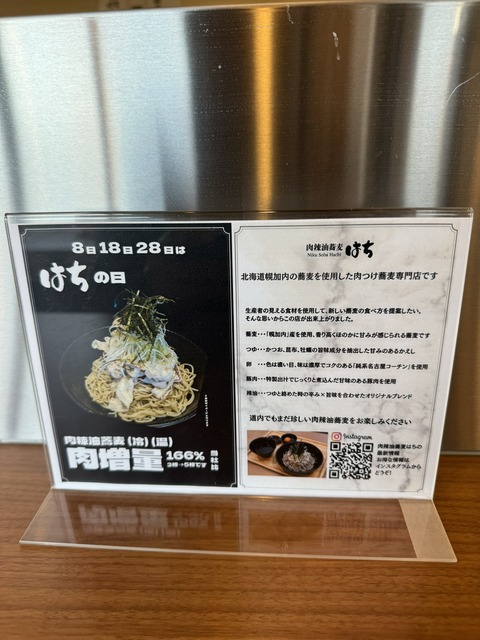 8日18日28日は
はちの日
肉辣油蕎麦(冷)(温)
肉増量
166%
3枚→5枚です
当社比
肉辣油蕎麦
Niku Soba Hachi
はち
北海道幌加内の蕎麦を使用した肉つけ蕎麦専門店です
生産者の見える食材を使用して、新しい蕎麦の食べ方を提案したい。
そんな思いからこの店が出来上がりました。
蕎麦・・・「幌加内」産を使用、香り高くほのかに甘みが感じられる蕎麦です
つゆ・・・かつお、昆布、牡蠣の旨味成分を抽出した甘みのあるかえし
卵 ・・・色は濃い目、味は濃厚でコクのある「純系名古屋コーチン」を使用
豚肉・・・特製出汁でじっくりと煮込んだ甘味のある豚肉を使用
辣油・・・つゆと絡めた時の辛み×旨味を合わせたオリジナルブレンド
道内でもまだ珍しい肉辣油蕎麦をお楽しみください
Instagram
肉辣油蕎麦はちの
最新情報
お得な情報は
インスタグラムから
どうぞ!